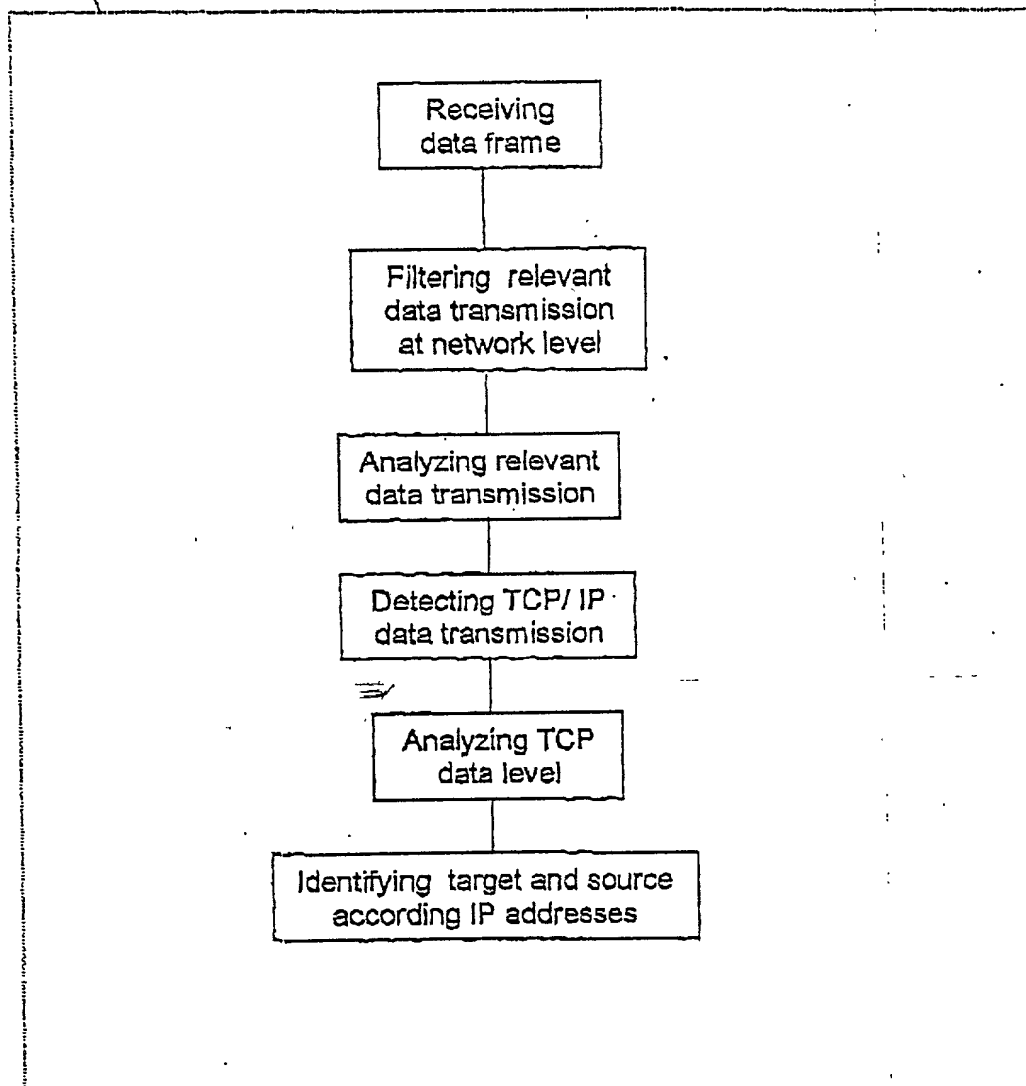 Receiving
data frame
Filtering relevant
data transmission
at network level
Analyzing relevant
data transmission
Detecting TCP/ IP
data transmission
Analyzing TCP
data level
Identifying target and source
according IP addresses